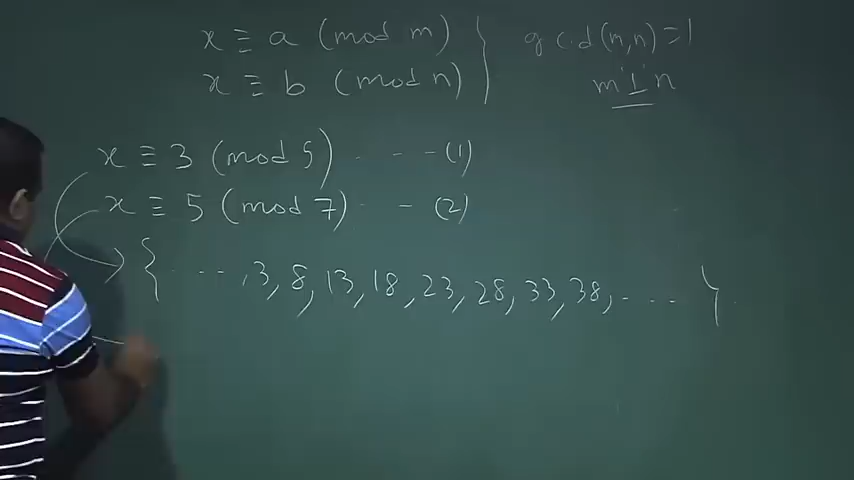 x ≡ a (mod m)
x ≡ b (mod n)
g c.d (m,n) = 1
m ⊥ n
x ≡ 3 (mod 5) . - - - (1)
x ≡ 5 (mod 7) . - - (2)
{ . - - - , 3, 8, 13, 18, 23, 28, 33, 38, - - - - }